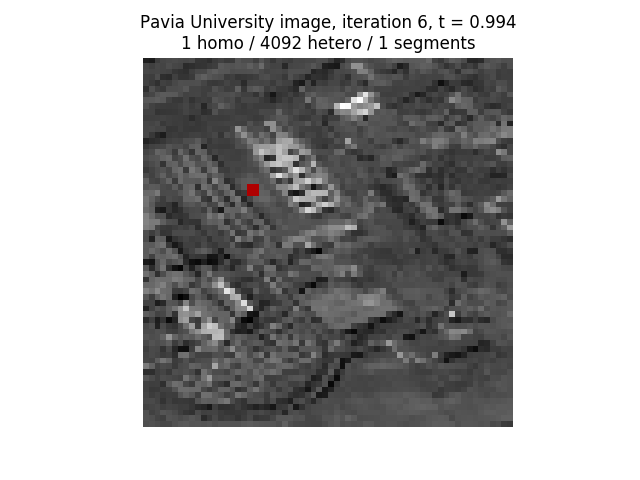 Pavia University image, iteration 6, t = 0.994
1 homo / 4092 hetero / 1 segments